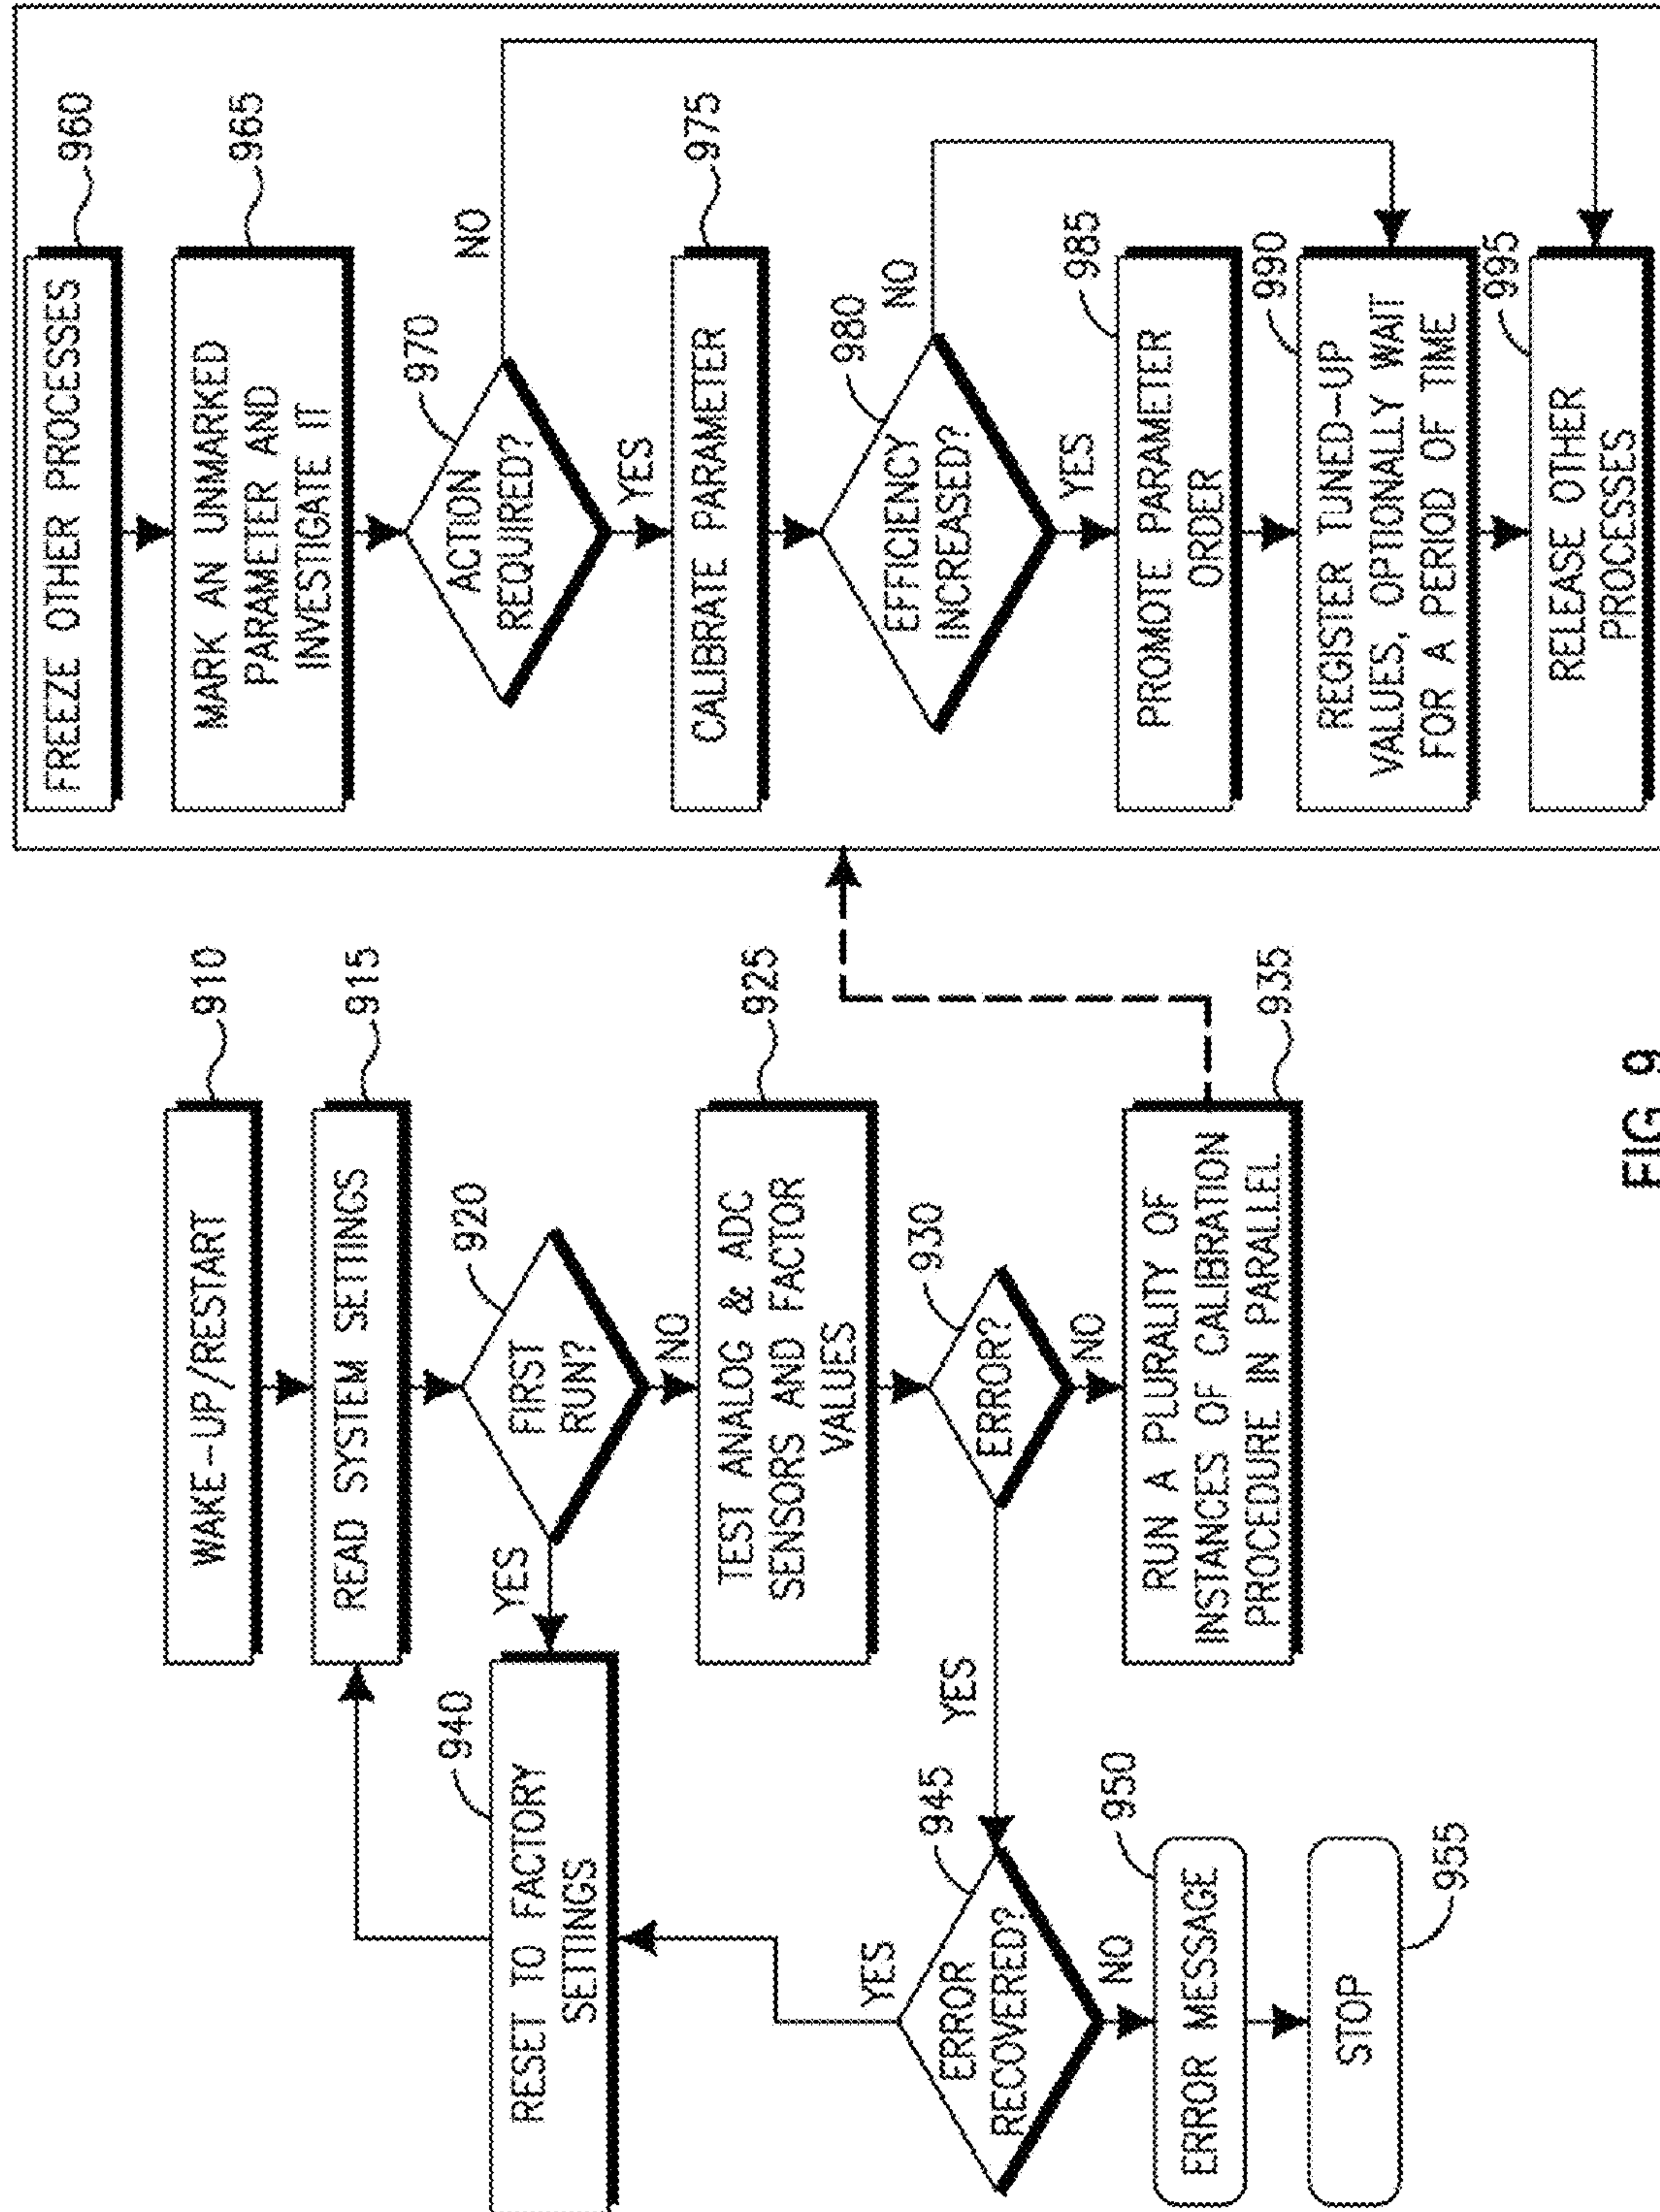 WAKE-UP/RESTART
910
READ SYSTEM SETTINGS
915
FIRST
RUN?
920
YES
NO
RESET TO FACTORY
SETTINGS
940
TEST ANALOG & ADC
SENSORS AND FACTOR
VALUES
925
ERROR?
930
YES
NO
RUN A PLURALITY OF
INSTANCES OF CALIBRATION
PROCEDURE IN PARALLEL
935
ERROR
RECOVERED?
945
YES
NO
ERROR MESSAGE
950
STOP
955
FREEZE OTHER PROCESSES
960
MARK AN UNMARKED
PARAMETER AND
INVESTIGATE IT
965
ACTION
REQUIRED?
970
NO
YES
CALIBRATE PARAMETER
975
EFFICIENCY
INCREASED?
980
NO
YES
PROMOTE PARAMETER
ORDER
985
REGISTER TUNED-UP
VALUES, OPTIONALLY WAIT
FOR A PERIOD OF TIME
990
RELEASE OTHER
PROCESSES
995
FIG 9